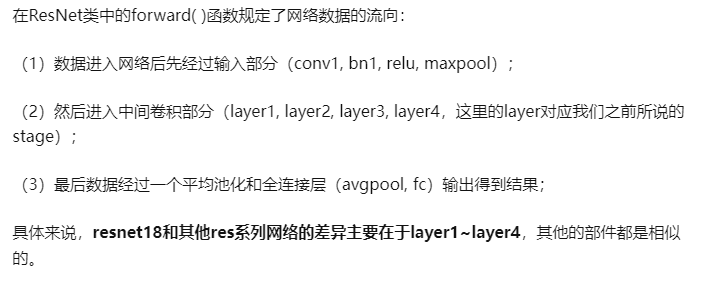 在ResNet类中的forward( )函数规定了网络数据的流向：
（1）数据进入网络后先经过输入部分（conv1, bn1, relu, maxpool）；
（2）然后进入中间卷积部分（layer1, layer2, layer3, layer4，这里的layer对应我们之前所说的
stage）；
（3）最后数据经过一个平均池化和全连接层（avgpool, fc）输出得到结果；
具体来说，resnet18和其他res系列网络的差异主要在于layer1~layer4，其他的部件都是相似
的。